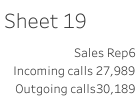 Sheet 19
Sales Rep6
Incoming calls 27,989
Outgoing calls30,189